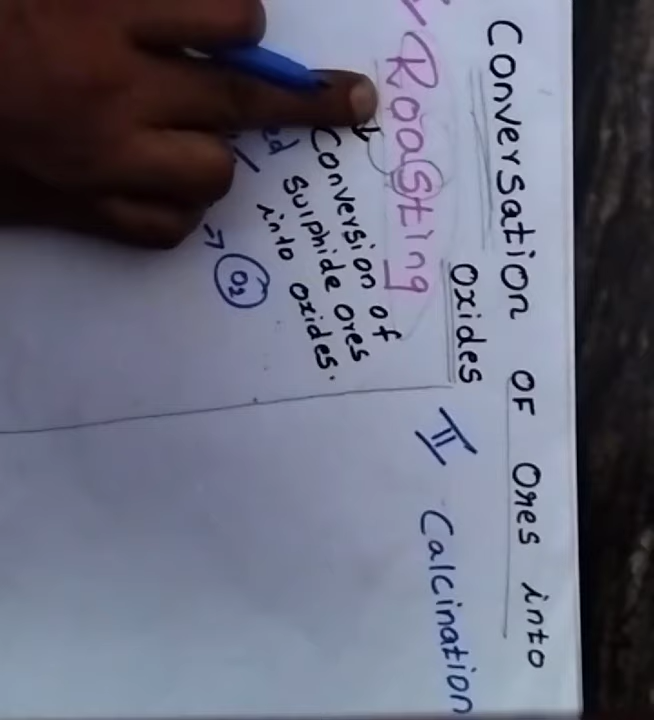 Conversation OF Ores into
Oxides
Roasting
Conversion of
Sulphide Ores
into oxides.
→ O₂
II Calcination